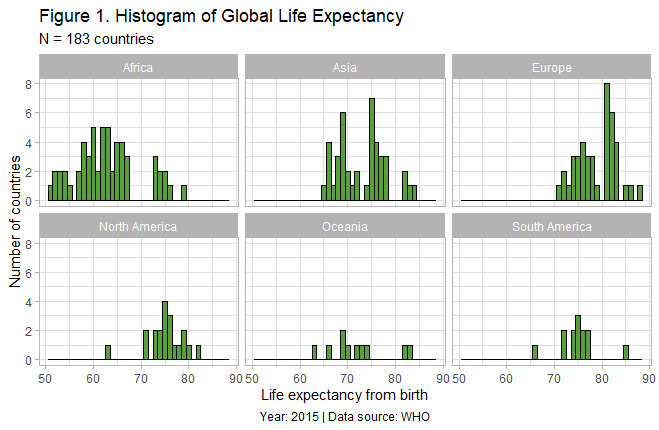 Figure 1. Histogram of Global Life Expectancy
N = 183 countries
Africa Asia Europe
8
6
4
2
0
Number of countries
North America Oceania South America
8
6
4
2
0
50 60 70 80 90 50 60 70 80 90 50 60 70 80 90
Life expectancy from birth
Year: 2015 | Data source: WHO